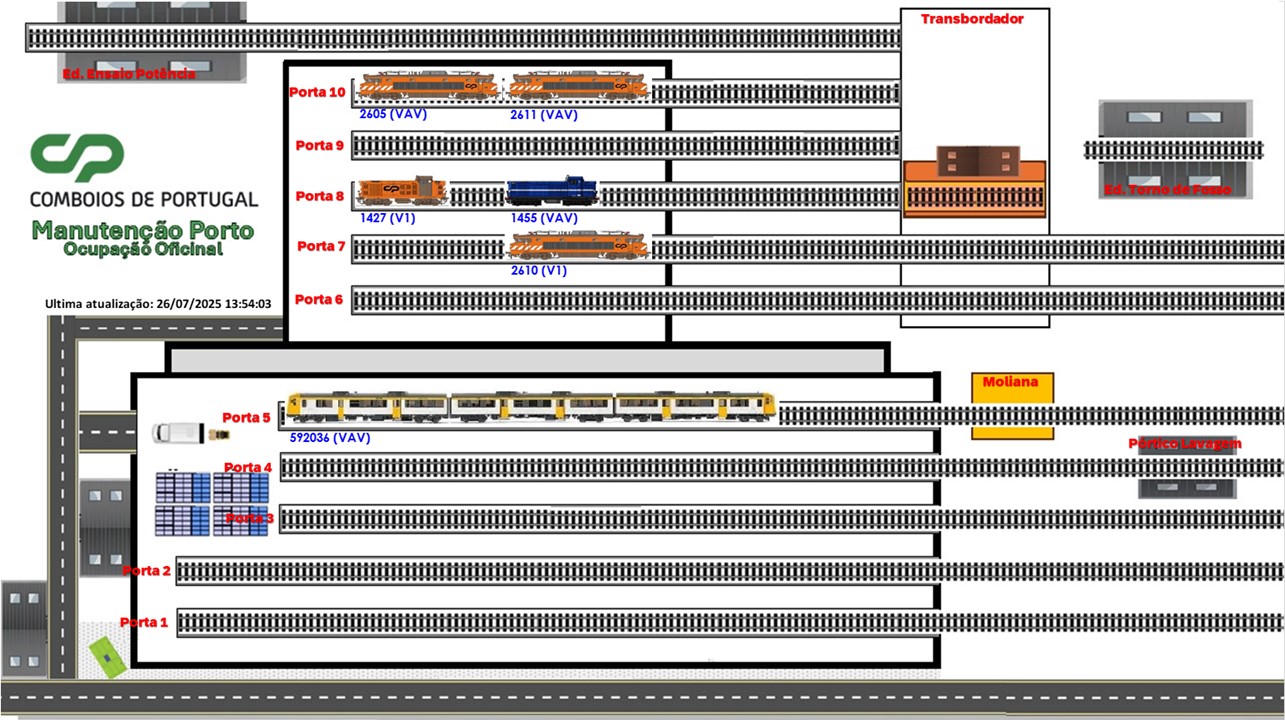 Transbordador
Ed. Ensaio Potência
Porta 10
2605 (VAV)
2611 (VAV)
Porta 9
CP
COMBOIOS DE PORTUGAL
Manutenção Porto
Ocupação Oficinal
Porta 8
1427 (V1)
1455 (VAV)
Ed. Torno de Fosso
Porta 7
2610 (V1)
Porta 6
Ultima atualização: 26/07/2025 13:54:03
Moliana
Porta 5
592036 (VAV)
Pórtico Lavagem
Porta 4
Porta 3
Porta 2
Porta 1